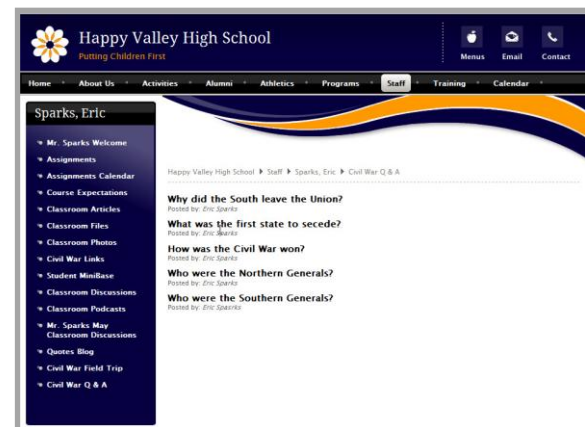 Happy Valley High School
Putting Children First
Menus Email Contact
Home About Us Activities Alumni Athletics Programs Staff Training Calendar
Sparks, Eric
Mr. Sparks Welcome
Assignments
Assignments Calendar
Course Expectations
Classroom Articles
Classroom Files
Classroom Photos
Civil War Links
Student MiniBase
Classroom Discussions
Classroom Podcasts
Mr. Sparks May
Classroom Discussions
Quotes Blog
Civil War Field Trip
Civil War Q & A
Happy Valley High School Staff Sparks, Eric Civil War Q & A
Why did the South leave the Union?
Posted by: Eric Sparks
What was the first state to secede?
Posted by: Eric Sparks
How was the Civil War won?
Posted by: Eric Sparks
Who were the Northern Generals?
Posted by: Eric Sparks
Who were the Southern Generals?
Posted by: Eric Spasrks